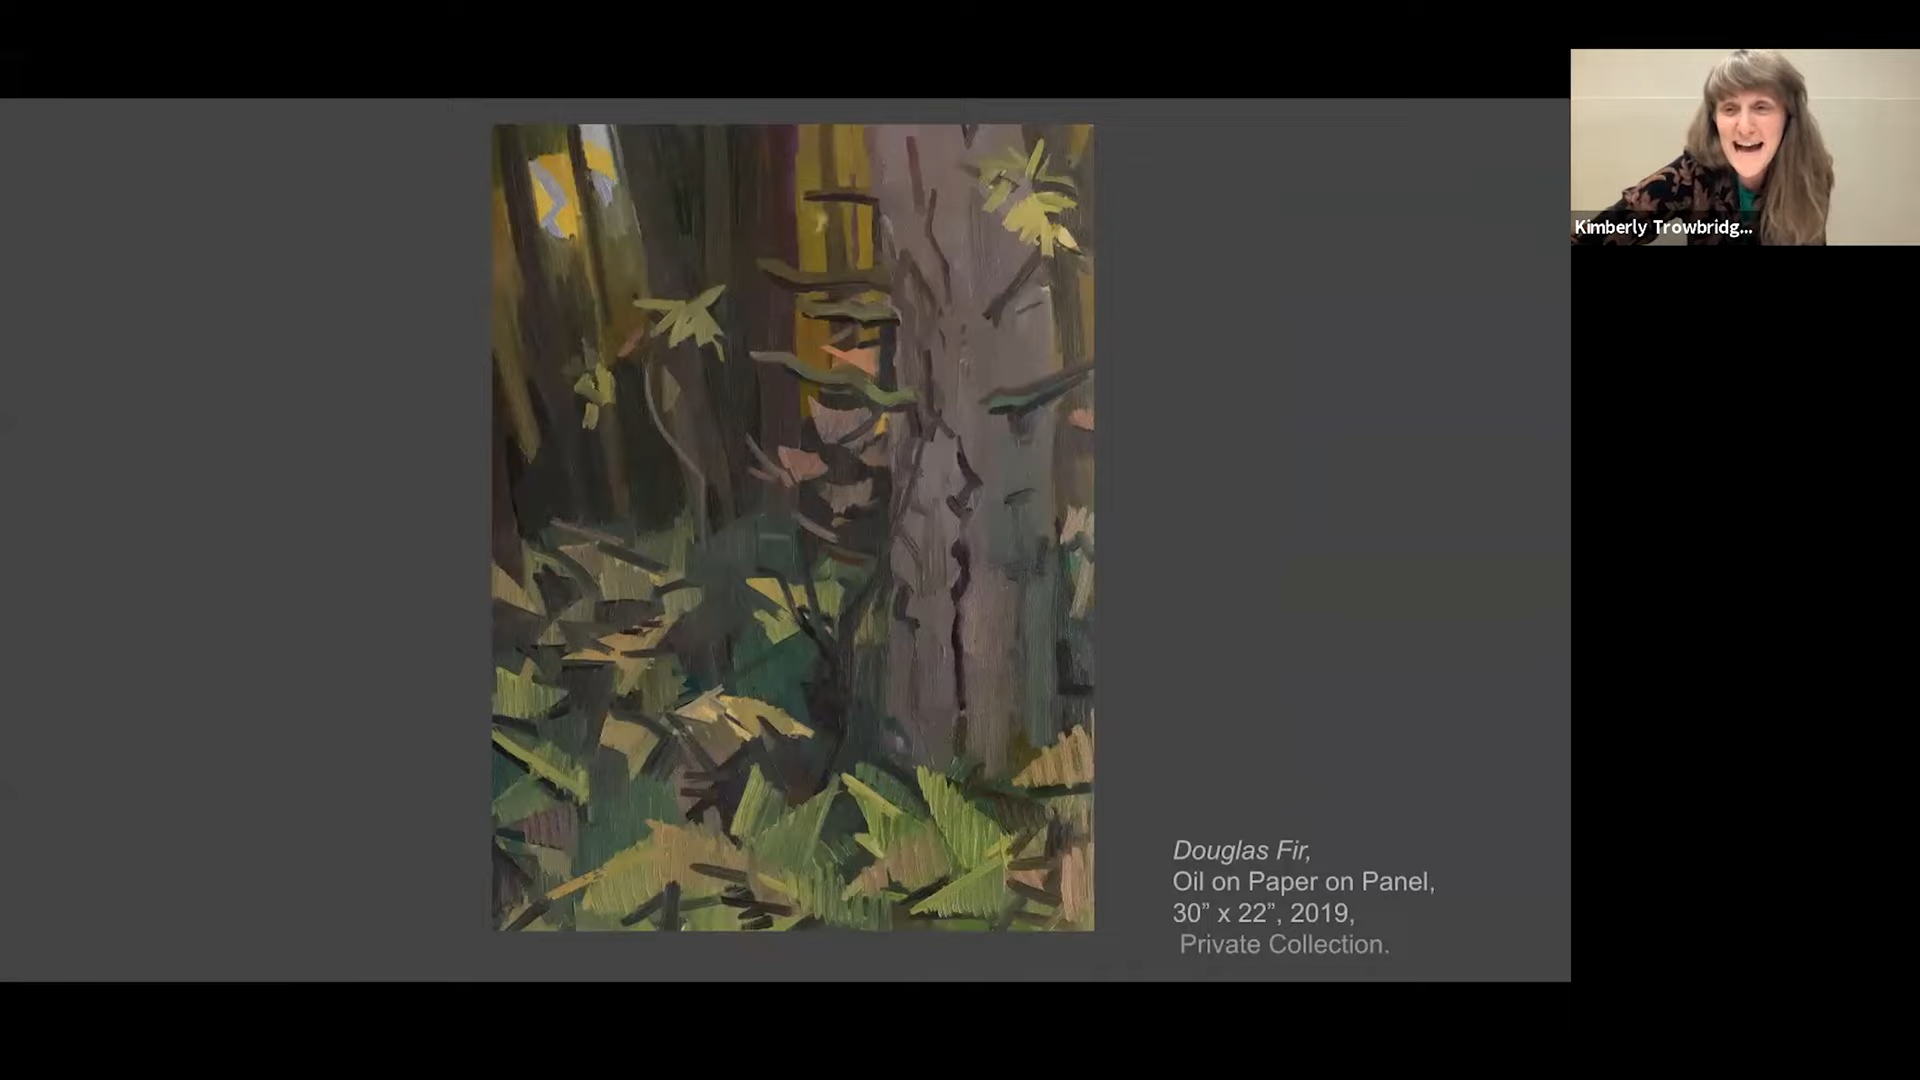 Kimberly Trowbridg...
Douglas Fir,
Oil on Paper on Panel,
30” x 22”, 2019,
Private Collection.